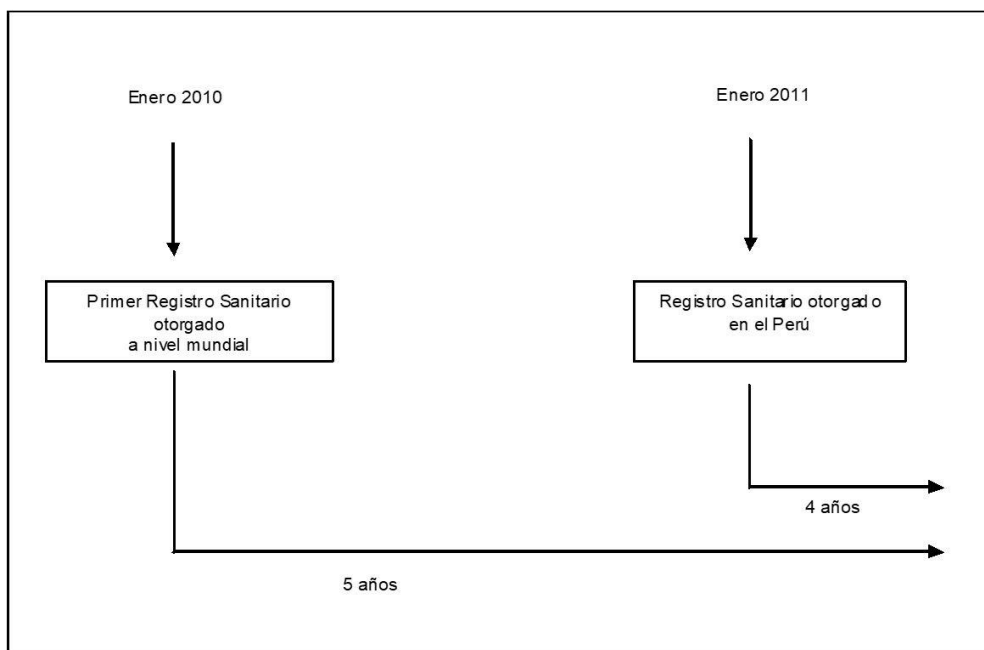 Enero 2010
Enero 2011
Primer Registro Sanitario
otorgado
a nivel mundial
Registro Sanitario otorgado
en el Perú
4 años
5 años